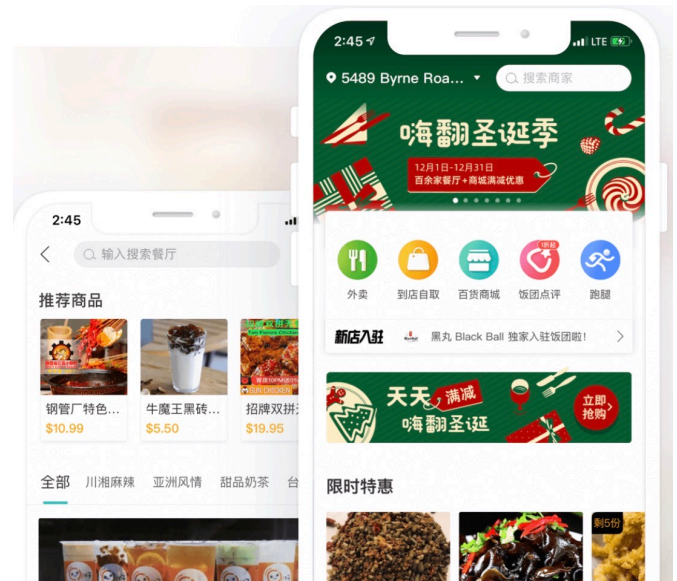 2:45
输入搜索餐厅
推荐商品
钢管厂特色...
$10.99
牛魔王黑砖...
$5.50
招牌双拼
$19.95
全部
川湘麻辣
亚洲风情
甜品奶茶
台
2:45
LTE
5489 Byrne Roa...
搜索商家
嗨翻圣诞季
12月1日-12月31日
百余家餐厅+商城满减优惠
外卖
到店自取
百货商城
1折起
饭团点评
跑腿
新店入驻
黑丸 Black Ball 独家入驻饭团啦!
天天满减
嗨翻圣诞
立即
抢购
限时特惠
剩5份